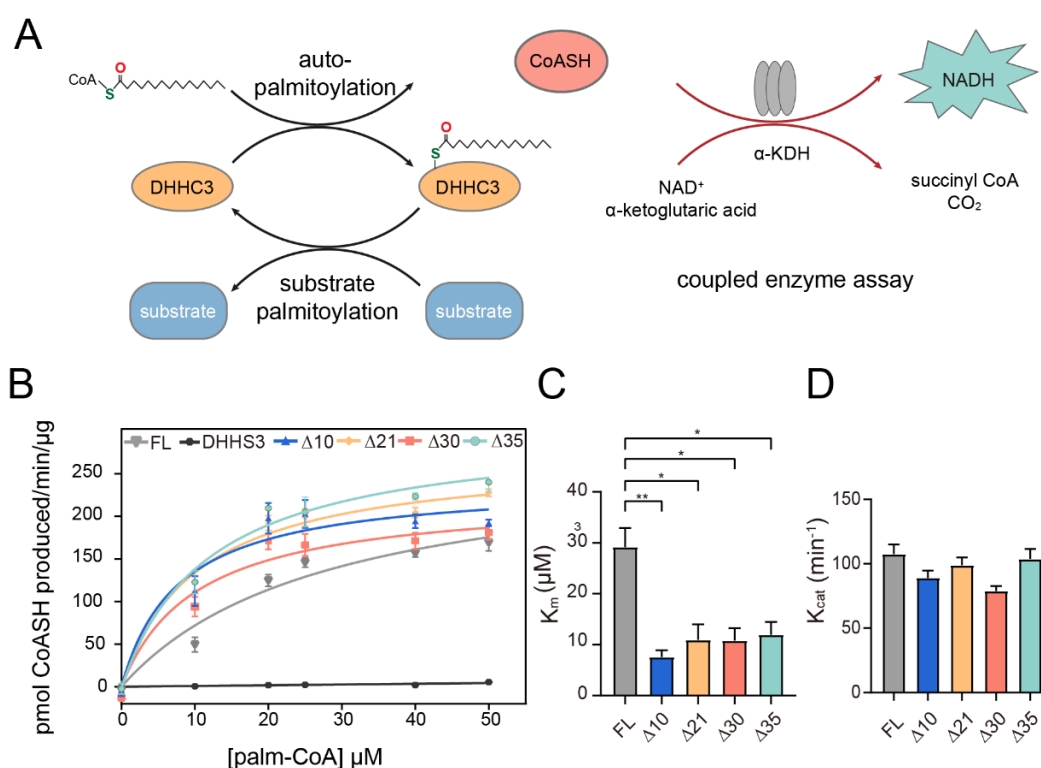 A
CoA
O
S
auto-
palmitoylation
CoASH
NADH
α-KDH
O
S
DHHC3
DHHC3
NAD⁺
α-ketoglutaric acid
succinyl CoA
CO₂
substrate
substrate
palmitoylation
substrate
coupled enzyme assay
B
FL DHHS3 Δ10 Δ21 Δ30 Δ35
250
200
150
100
50
0
pmol CoASH produced/min/μg
0 10 20 30 40 50
[palm-CoA] μM
C
*
*
*
**
40
3
30
20
10
0
Kₘ (μM)
FL Δ10 Δ21 Δ30 Δ35
D
150
100
50
0
Kcat (min⁻¹)
FL Δ10 Δ21 Δ30 Δ35